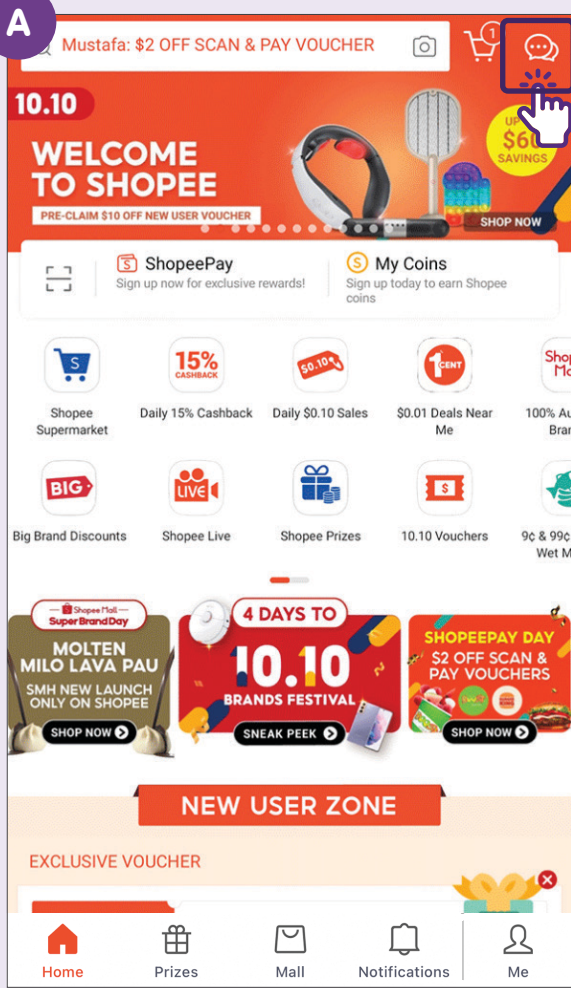 A
Mustafa: $2 OFF SCAN & PAY VOUCHER
1
10.10
WELCOME
TO SHOPEE
PRE-CLAIM $10 OFF NEW USER VOUCHER
$60
SAVINGS
SHOP NOW
ShopeePay
Sign up now for exclusive rewards!
My Coins
Sign up today to earn Shopee
coins
S
15%
CASHBACK
$0.10
1CENT
Shopee
Supermarket
Daily 15% Cashback
Daily $0.10 Sales
$0.01 Deals Near
Me
100%
BIG
LIVE
$
Big Brand Discounts
Shopee Live
Shopee Prizes
10.10 Vouchers
9¢ & 99¢
Wet
Shopee Mall
Super Brand Day
MOLTEN
MILO LAVA PAU
SMH NEW LAUNCH
ONLY ON SHOPEE
SHOP NOW
4 DAYS TO
10.10
BRANDS FESTIVAL
SNEAK PEEK
SHOPEEPAY DAY
$2 OFF SCAN &
PAY VOUCHERS
SHOP NOW
NEW USER ZONE
EXCLUSIVE VOUCHER
Home
Prizes
Mall
Notifications
Me